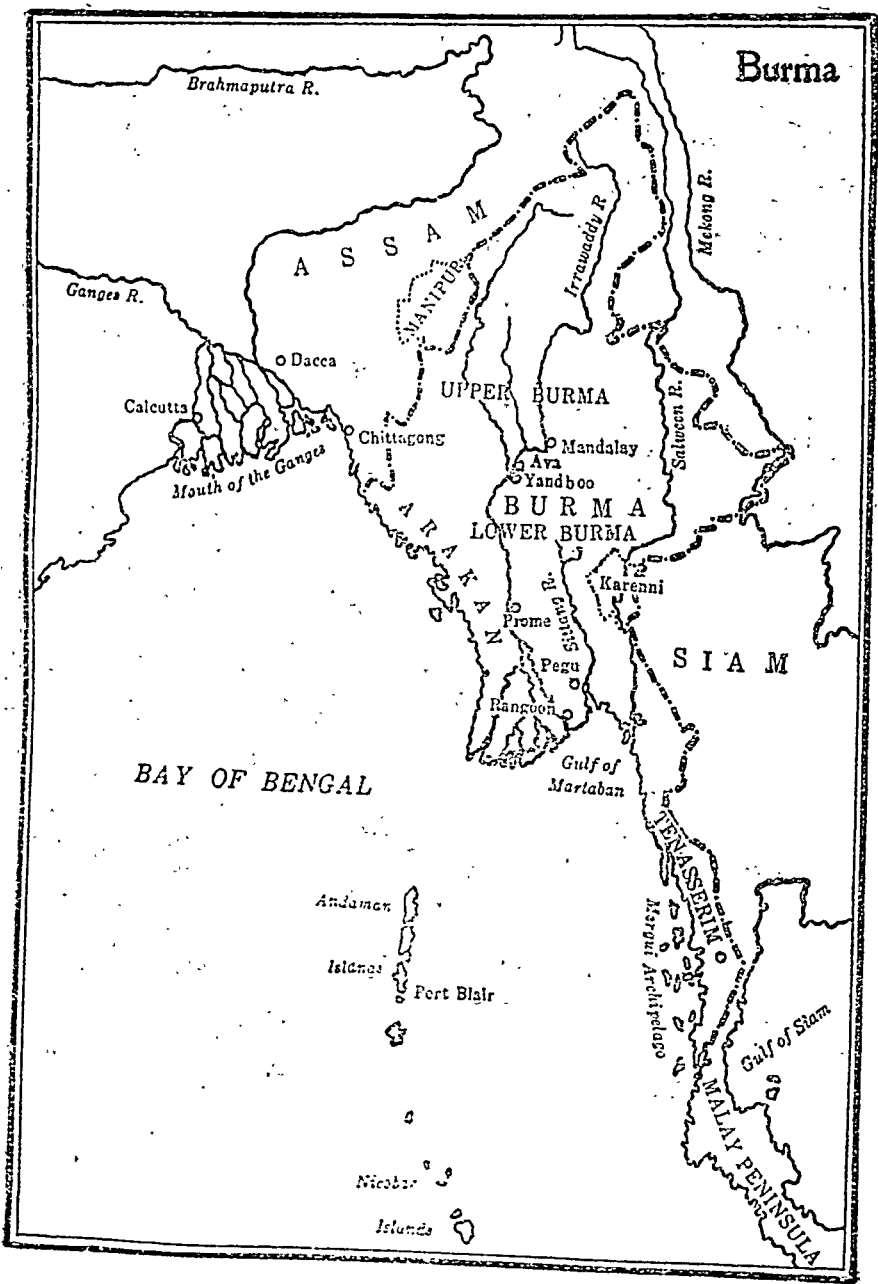 Burma
Brahmaputra R.
Mekong R.
ASSAM
Irrawaddy R
MANIPUR
Ganges R.
Dacca
UPPER BURMA
Salween R.
Calcutta
Chittagong
Mandalay
Mouth of the Ganges
Ava
Yandboo
BURMA
LOWER BURMA
ARAKAN
Karenni
Sittang R.
Prome
SIAM
Pegu
Rangoon
Gulf of
Martaban
BAY OF BENGAL
TENASSERIM
Andaman
Islands
Port Blair
Mergui Archipelago
Gulf of Siam
MALAY PENINSULA
Nicobar
Islands